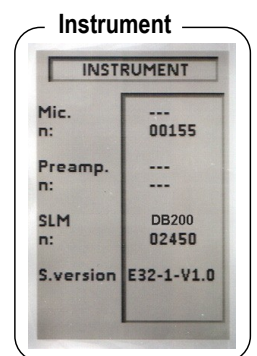 Instrument
INSTRUMENT
Mic. ---
n: 00155
Preamp. ---
n: ---
SLM DB200
n: 02450
S.version E32-1-V1.0